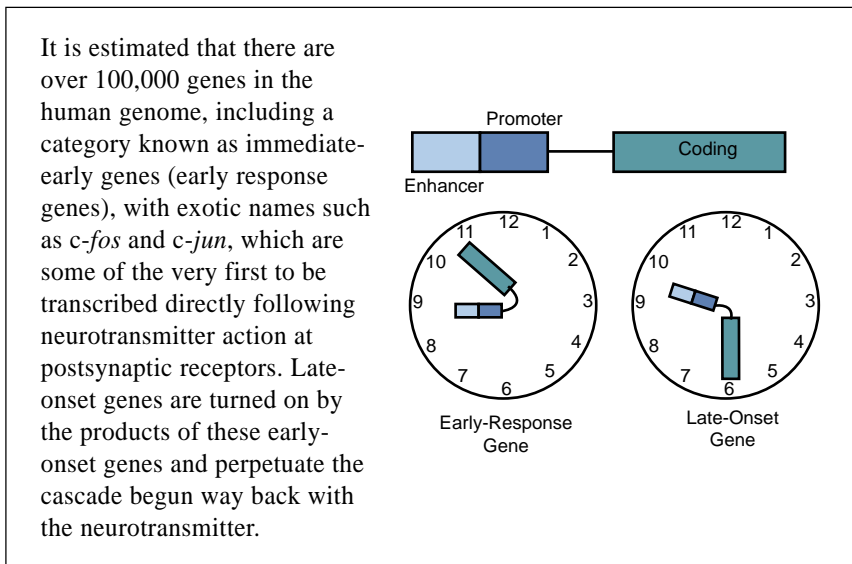 It is estimated that there are
over 100,000 genes in the
human genome, including a
category known as immediate-
early genes (early response
genes), with exotic names such
as c-fos and c-jun, which are
some of the very first to be
transcribed directly following
neurotransmitter action at
postsynaptic receptors. Late-
onset genes are turned on by
the products of these early-
onset genes and perpetuate the
cascade begun way back with
the neurotransmitter.
Promoter
Coding
Enhancer
12
11
1
10
2
9
3
8
4
7
5
6
Early-Response
Gene
12
11
1
10
2
9
3
8
4
7
5
6
Late-Onset
Gene